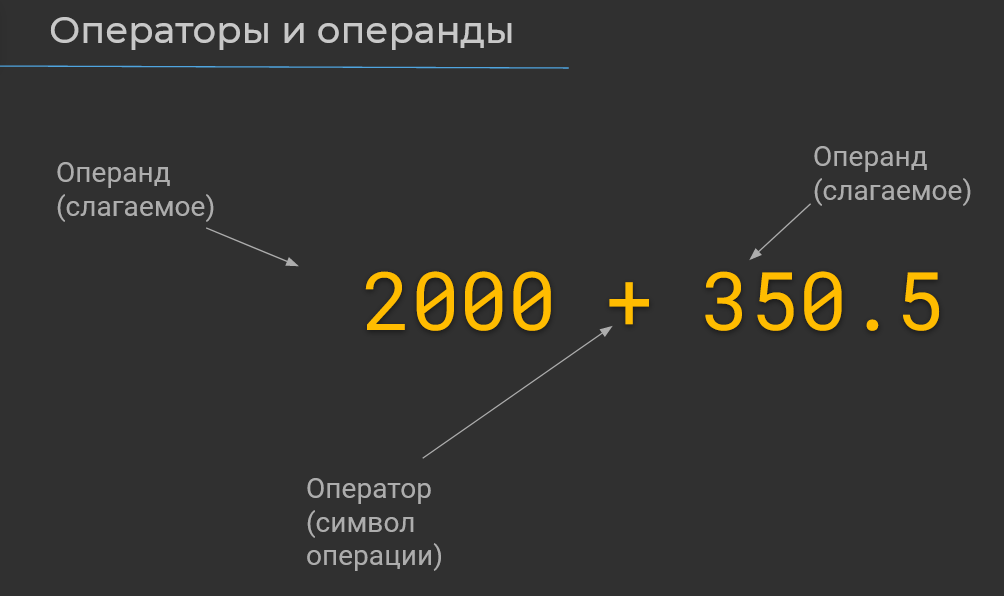 Операторы и операнды
Операнд
(слагаемое)
Операнд
(слагаемое)
2000 + 350.5
Оператор
(символ
операции)